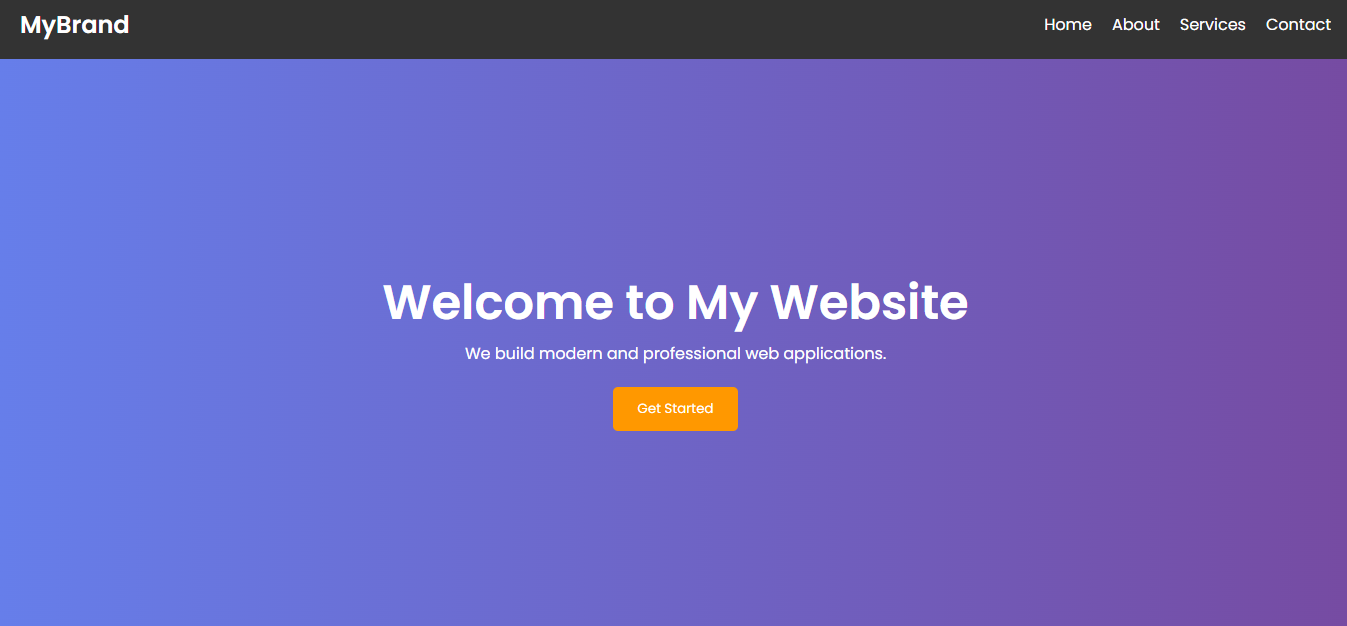 MyBrand
Home About Services Contact
Welcome to My Website
We build modern and professional web applications.
Get Started